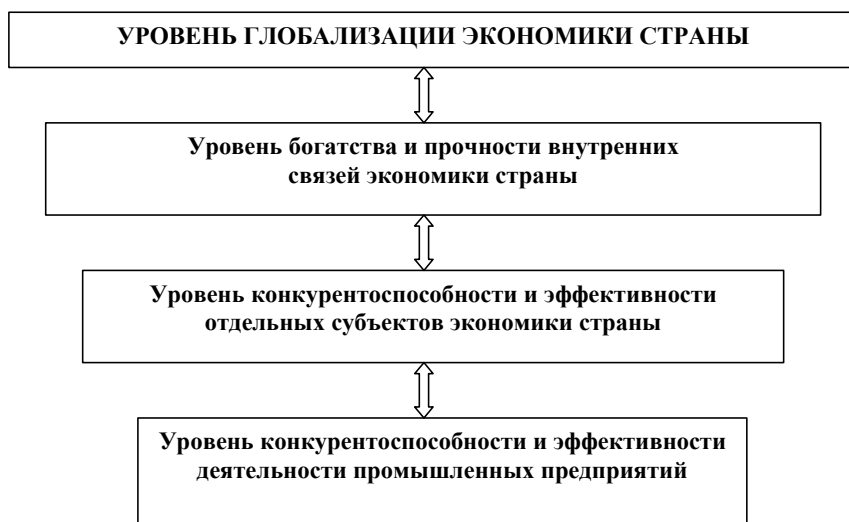 УРОВЕНЬ ГЛОБАЛИЗАЦИИ ЭКОНОМИКИ СТРАНЫ
Уровень богатства и прочности внутренних
связей экономики страны
Уровень конкурентоспособности и эффективности
отдельных субъектов экономики страны
Уровень конкурентоспособности и эффективности
деятельности промышленных предприятий